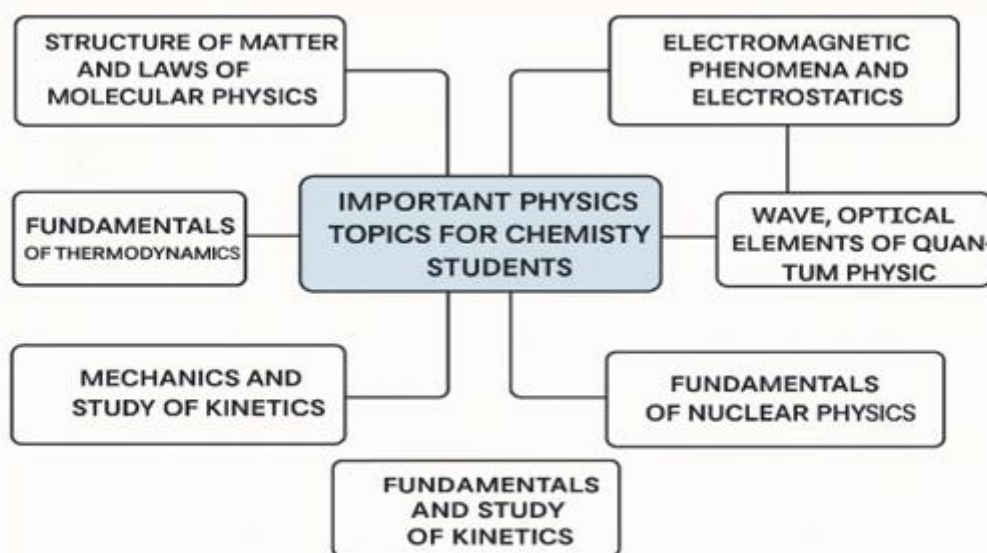 STRUCTURE OF MATTER
AND LAWS OF
MOLECULAR PHYSICS
ELECTROMAGNETIC
PHENOMENA AND
ELECTROSTATICS
FUNDAMENTALS
OF THERMODYNAMICS
IMPORTANT PHYSICS
TOPICS FOR CHEMISTY
STUDENTS
WAVE, OPTICAL
ELEMENTS OF QUAN-
TUM PHYSIC
MECHANICS AND
STUDY OF KINETICS
FUNDAMENTALS
OF NUCLEAR PHYSICS
FUNDAMENTALS
AND STUDY
OF KINETICS